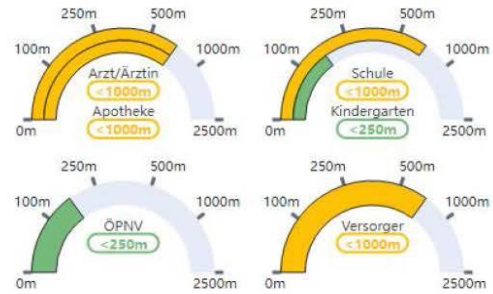 250m 500m
100m 1000m
Arzt/Ärztin
<1000m
Apotheke
<1000m
0m 2500m
250m 500m
100m 1000m
Schule
<1000m
Kindergarten
<250m
0m 2500m
250m 500m
100m 1000m
ÖPNV
<250m
0m 2500m
250m 500m
100m 1000m
Versorger
<1000m
0m 2500m